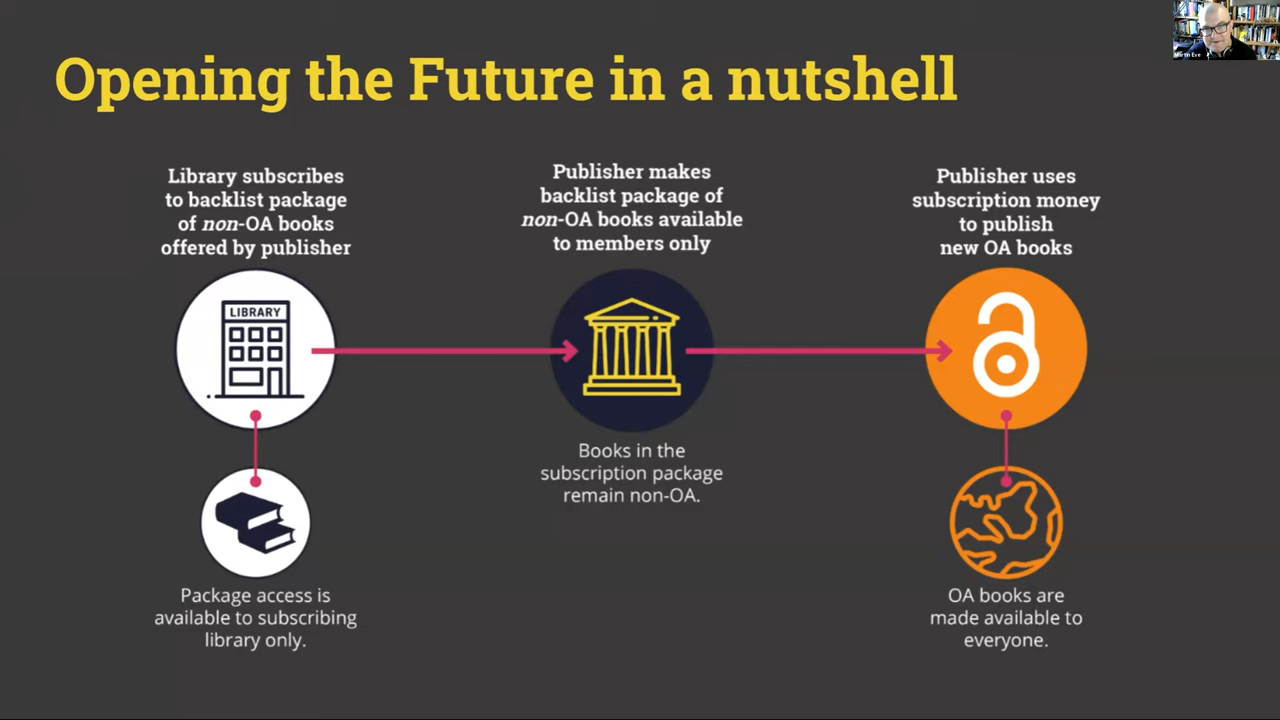 Opening the Future in a nutshell
Library subscribes
to backlist package
of non-OA books
offered by publisher
Publisher makes
backlist package of
non-OA books available
to members only
Publisher uses
subscription money
to publish
new OA books
LIBRARY
Books in the
subscription package
remain non-OA.
Package access is
available to subscribing
library only.
OA books are
made available to
everyone.
Martin Eve